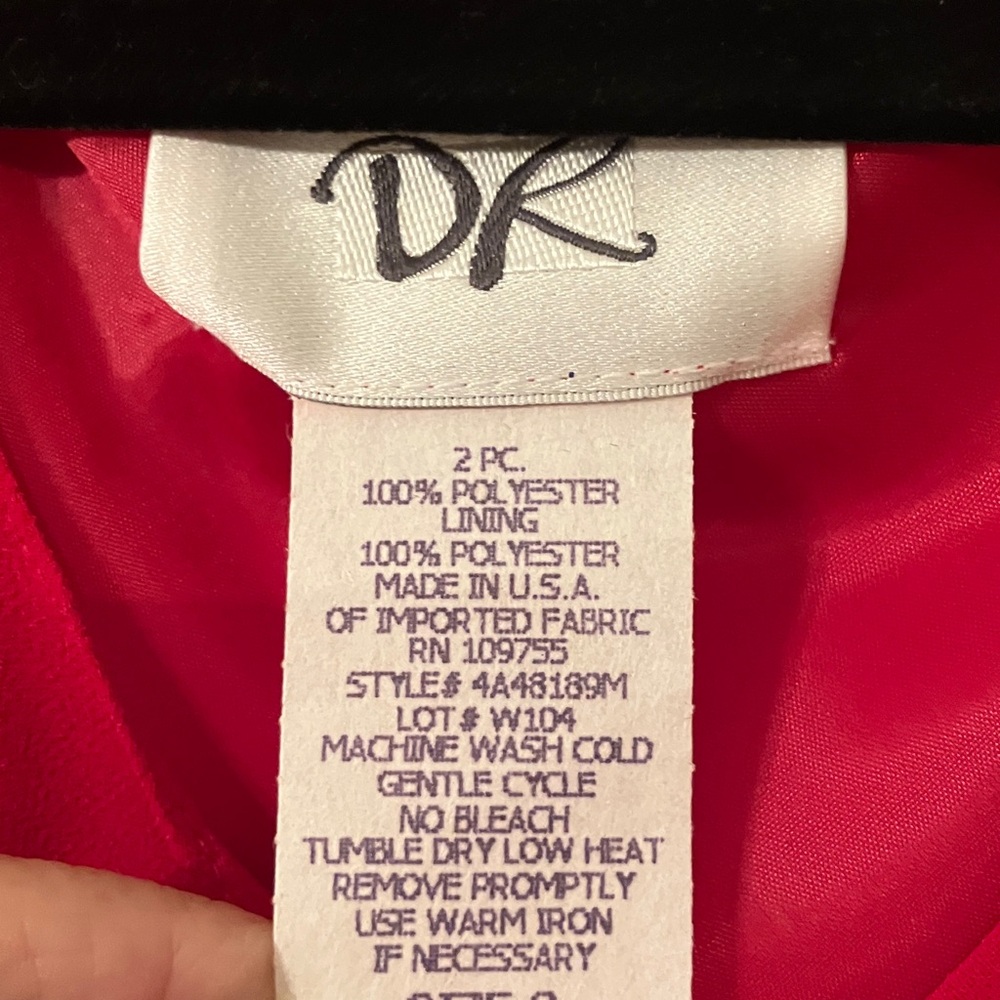 DR
2 PC.
100% POLYESTER
LINING
100% POLYESTER
MADE IN U.S.A.
OF IMPORTED FABRIC
RN 109755
STYLE# 4A48189M
LOT# W104
MACHINE WASH COLD
GENTLE CYCLE
NO BLEACH
TUMBLE DRY LOW HEAT
REMOVE PROMPTLY
USE WARM IRON
IF NECESSARY